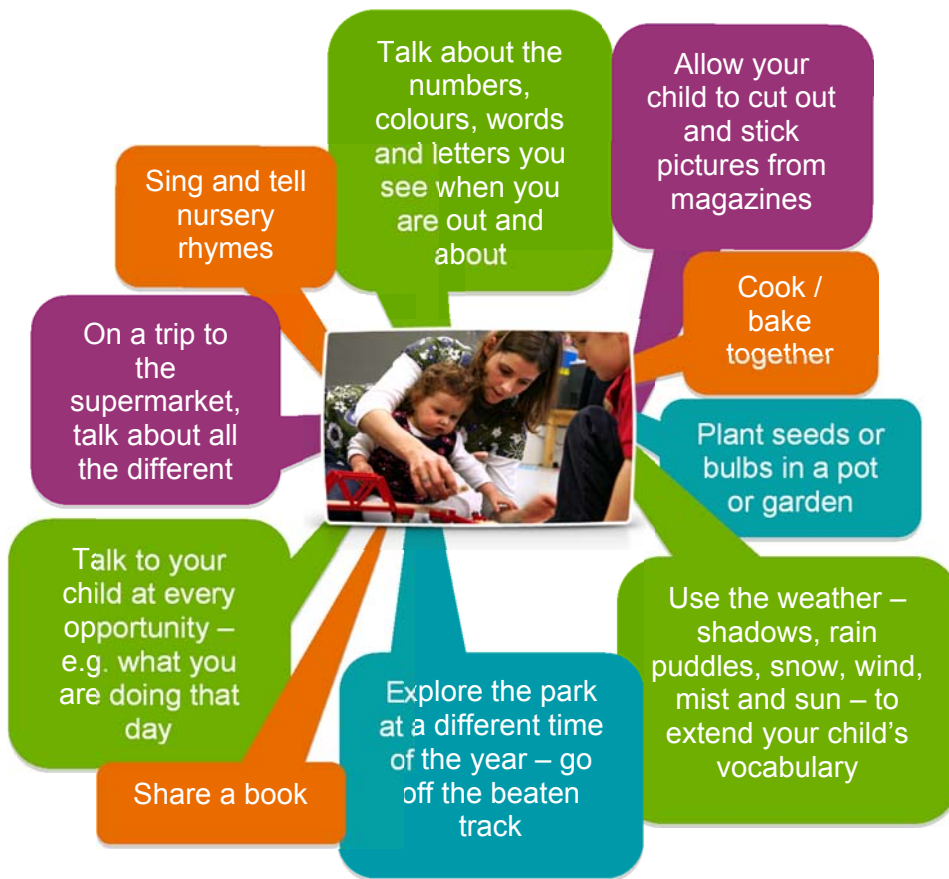 Talk about the
numbers,
colours, words
and letters you
see when you
are out and
about
Allow your
child to cut out
and stick
pictures from
magazines
Sing and tell
nursery
rhymes
Cook /
bake
together
On a trip to
the
supermarket,
talk about all
the different
Plant seeds or
bulbs in a pot
or garden
Talk to your
child at every
opportunity –
e.g. what you
are doing that
day
Use the weather –
shadows, rain
puddles, snow, wind,
mist and sun – to
extend your child's
vocabulary
Explore the park
at a different time
of the year – go
off the beaten
track
Share a book